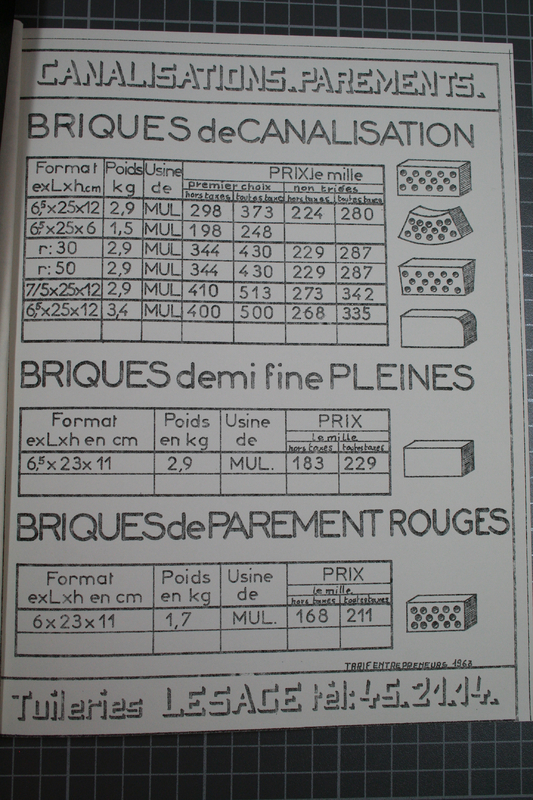 CANALISATIONS.PAREMENTS.
BRIQUES de CANALISATION
Format Poids Usine PRIX.le mille
exLxh.cm kg de premier choix non triées
hors taxes toutes taxes hors taxes toutes taxes
6,5x25x12 2,9 MUL 298 373 224 280
6,5x25x6 1,5 MUL 198 248
r: 30 2,9 MUL 344 430 229 287
r: 50 2,9 MUL 344 430 229 287
7/5x25x12 2,9 MUL 410 513 273 342
6,5x25x12 3,4 MUL 400 500 268 335
BRIQUES demi fine PLEINES
Format Poids Usine PRIX
exLxh en cm en kg de le mille
hors taxes toutes taxes
6,5x23x11 2,9 MUL. 183 229
BRIQUES de PAREMENT ROUGES
Format Poids Usine PRIX
exLxh en cm en kg de le mille.
hors taxes toutes taxes
6x23x11 1,7 MUL. 168 211
TARIF ENTREPRENEURS 1968
Tuileries LESAGE tèl: 45.21.14.